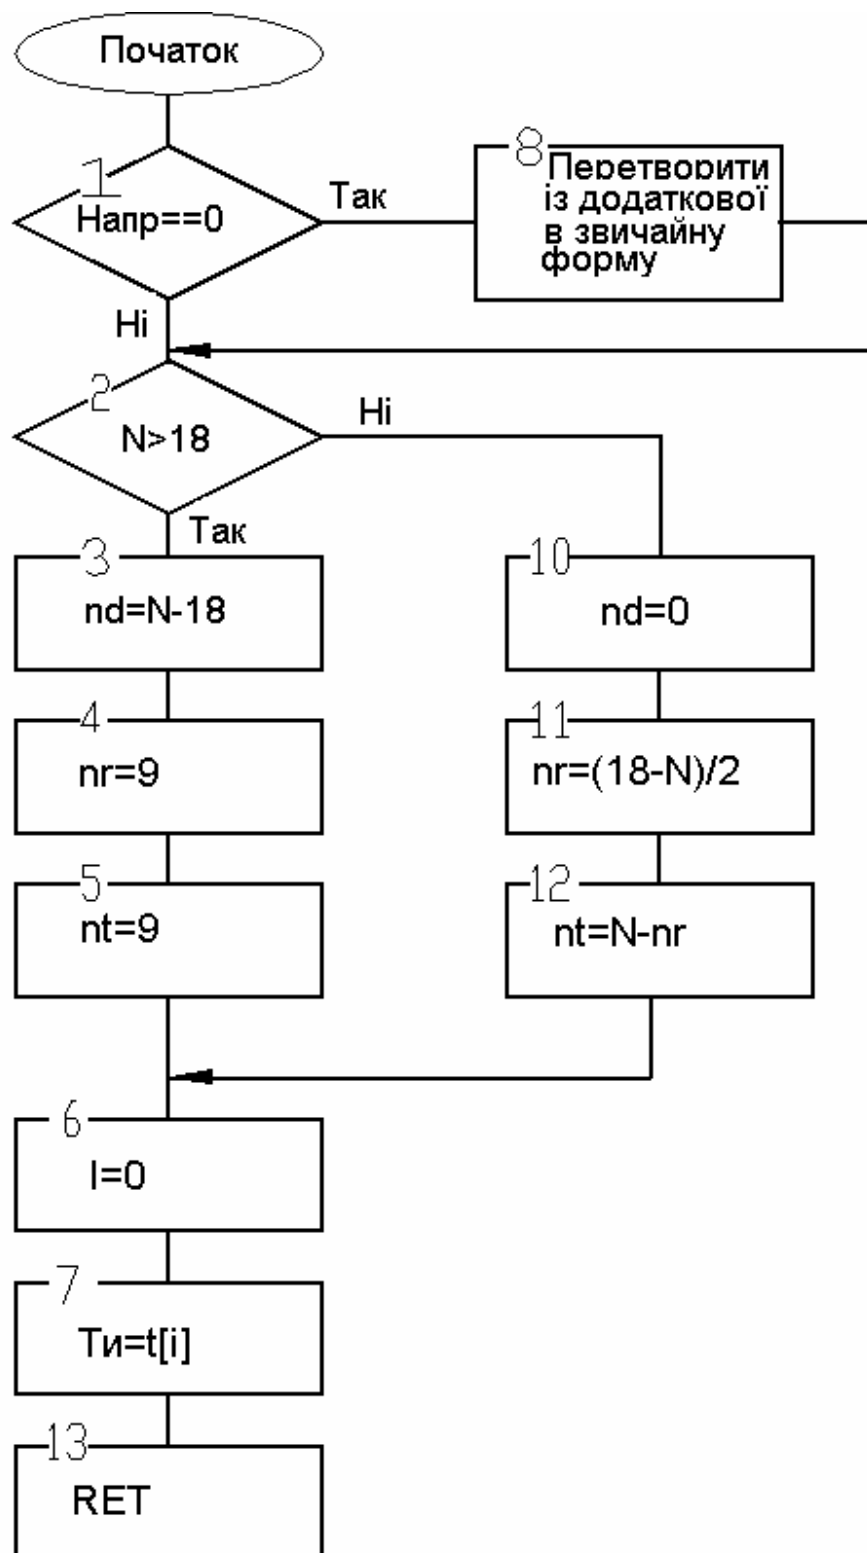 Початок
1
Напр==0
Так
8
Перетворити
із додаткової
в звичайну
форму
Ні
2
N>18
Ні
Так
3
nd=N-18
10
nd=0
4
nr=9
11
nr=(18-N)/2
5
nt=9
12
nt=N-nr
6
I=0
7
Tи=t[i]
13
RET